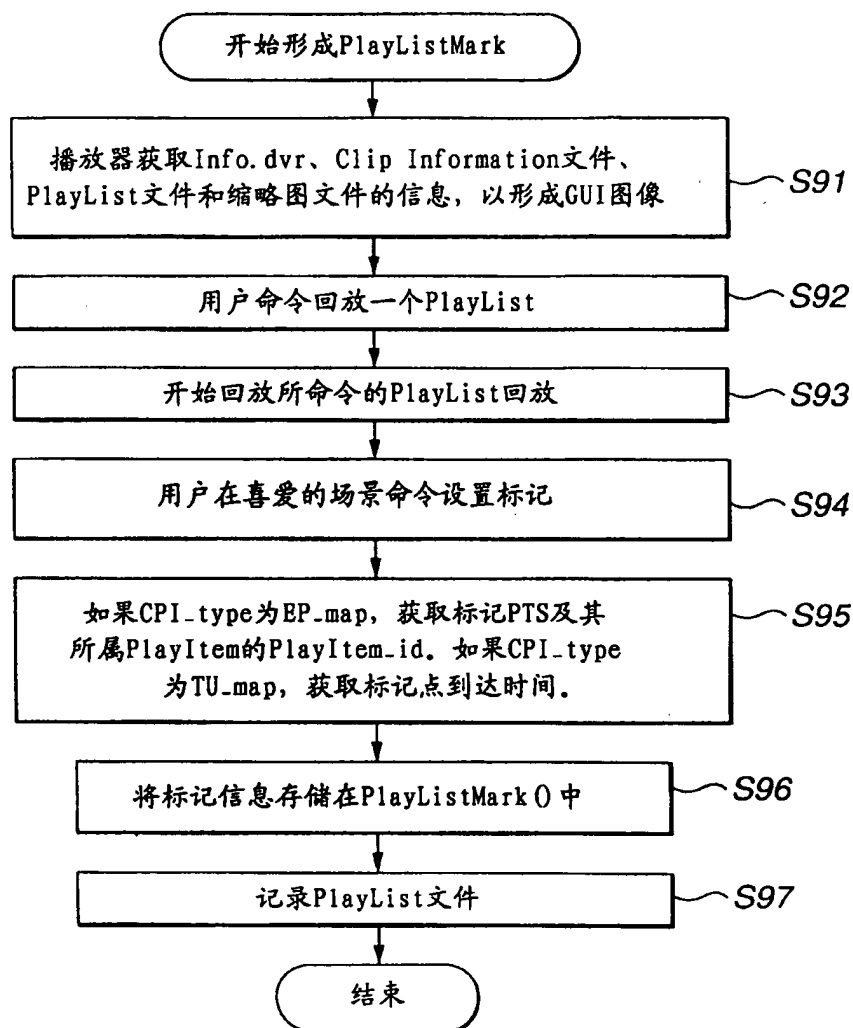 开始形成PlayListMark
播放器获取Info.dvr、Clip Information文件、
PlayList文件和缩略图文件的信息，以形成GUI图像
S91
用户命令回放一个PlayList
S92
开始回放所命令的PlayList回放
S93
用户在喜爱的场景命令设置标记
S94
如果CPI_type为EP_map，获取标记PTS及其
所属PlayItem的PlayItem_id。如果CPI_type
为TU_map，获取标记点到达时间。
S95
将标记信息存储在PlayListMark()中
S96
记录PlayList文件
S97
结束